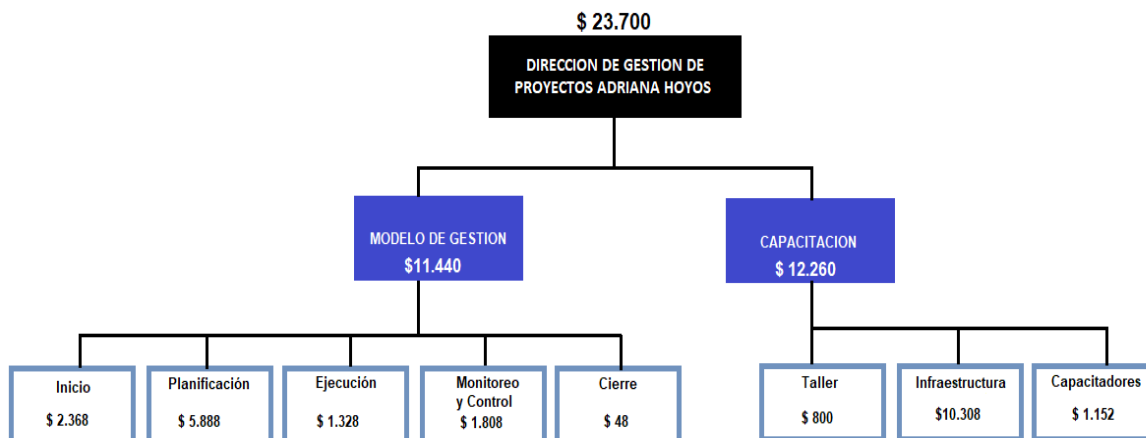 $ 23.700
DIRECCION DE GESTION DE
PROYECTOS ADRIANA HOYOS
MODELO DE GESTION
$11.440
CAPACITACION
$ 12.260
Inicio
$ 2.368
Planificación
$ 5.888
Ejecución
$ 1.328
Monitoreo
y Control
$ 1.808
Cierre
$ 48
Taller
$ 800
Infraestructura
$10.308
Capacitadores
$ 1.152